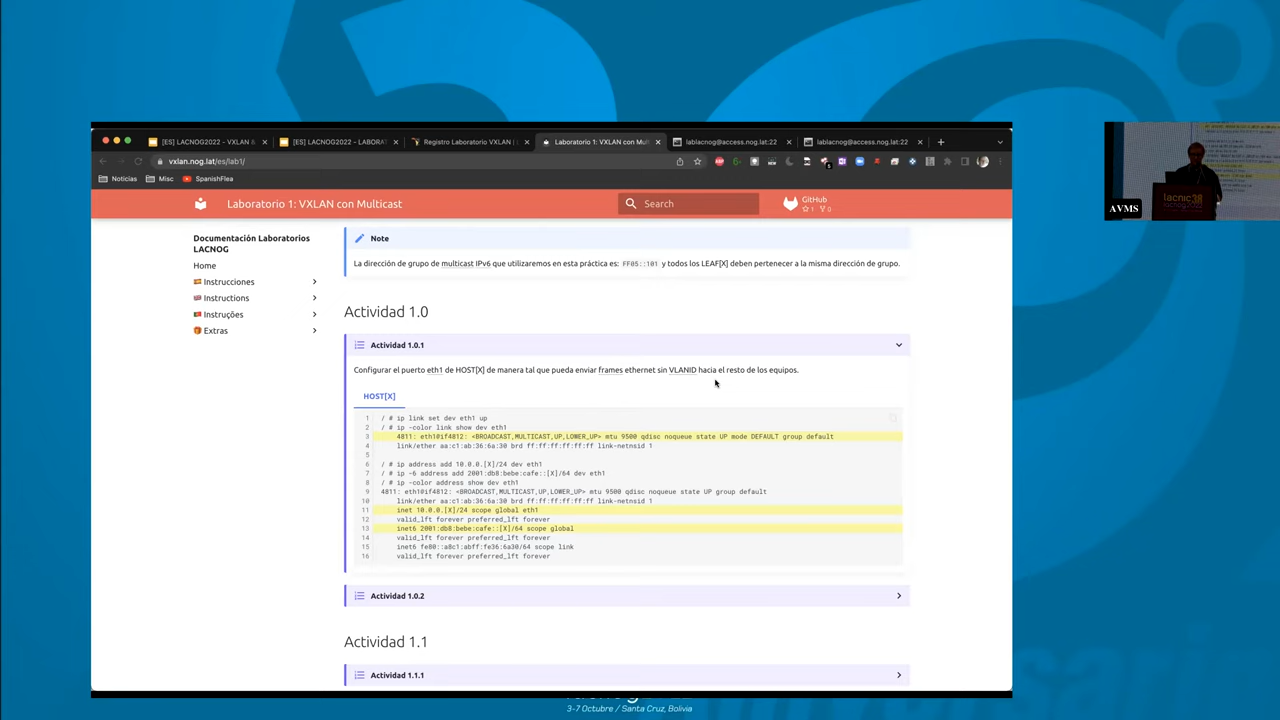 [ES] LACNOG2022 - VXLAN &
[ES] LACNOG2022 - LABORAT
Registro Laboratorio VXLAN |
Laboratorio 1: VXLAN con Mult
lablacnog@access.nog.lat:22
lablacnog@access.nog.lat:22
vxlan.nog.lat/es/lab1/
Noticias
Misc
SpanishFlea
Laboratorio 1: VXLAN con Multicast
Search
GitHub
1 0
Documentación Laboratorios
LACNOG
Home
Instrucciones
Instructions
Instruções
Extras
Note
La dirección de grupo de multicast IPv6 que utilizaremos en esta práctica es: FF05::101 y todos los LEAF[X] deben pertenecer a la misma dirección de grupo.
Actividad 1.0
Actividad 1.0.1
Configurar el puerto eth1 de HOST[X] de manera tal que pueda enviar frames ethernet sin VLANID hacia el resto de los equipos.
HOST[X]
1 / # ip link set dev eth1 up
2 / # ip -color link show dev eth1
3 4811: eth1@if4812: <BROADCAST,MULTICAST,UP,LOWER_UP> mtu 9500 qdisc noqueue state UP mode DEFAULT group default
4 link/ether aa:c1:ab:36:6a:30 brd ff:ff:ff:ff:ff:ff link-netnsid 1
5
6 / # ip address add 10.0.0.[X]/24 dev eth1
7 / # ip -6 address add 2001:db8:bebe:cafe::[X]/64 dev eth1
8 / # ip -color address show dev eth1
9 4811: eth1@if4812: <BROADCAST,MULTICAST,UP,LOWER_UP> mtu 9500 qdisc noqueue state UP group default
10 link/ether aa:c1:ab:36:6a:30 brd ff:ff:ff:ff:ff:ff link-netnsid 1
11 inet 10.0.0.[X]/24 scope global eth1
12 valid_lft forever preferred_lft forever
13 inet6 2001:db8:bebe:cafe::[X]/64 scope global
14 valid_lft forever preferred_lft forever
15 inet6 fe80::a8c1:abff:fe36:6a30/64 scope link
16 valid_lft forever preferred_lft forever
Actividad 1.0.2
Actividad 1.1
Actividad 1.1.1
3-7 Octubre / Santa Cruz, Bolivia
lacnic38
lacnog2022
AVMS